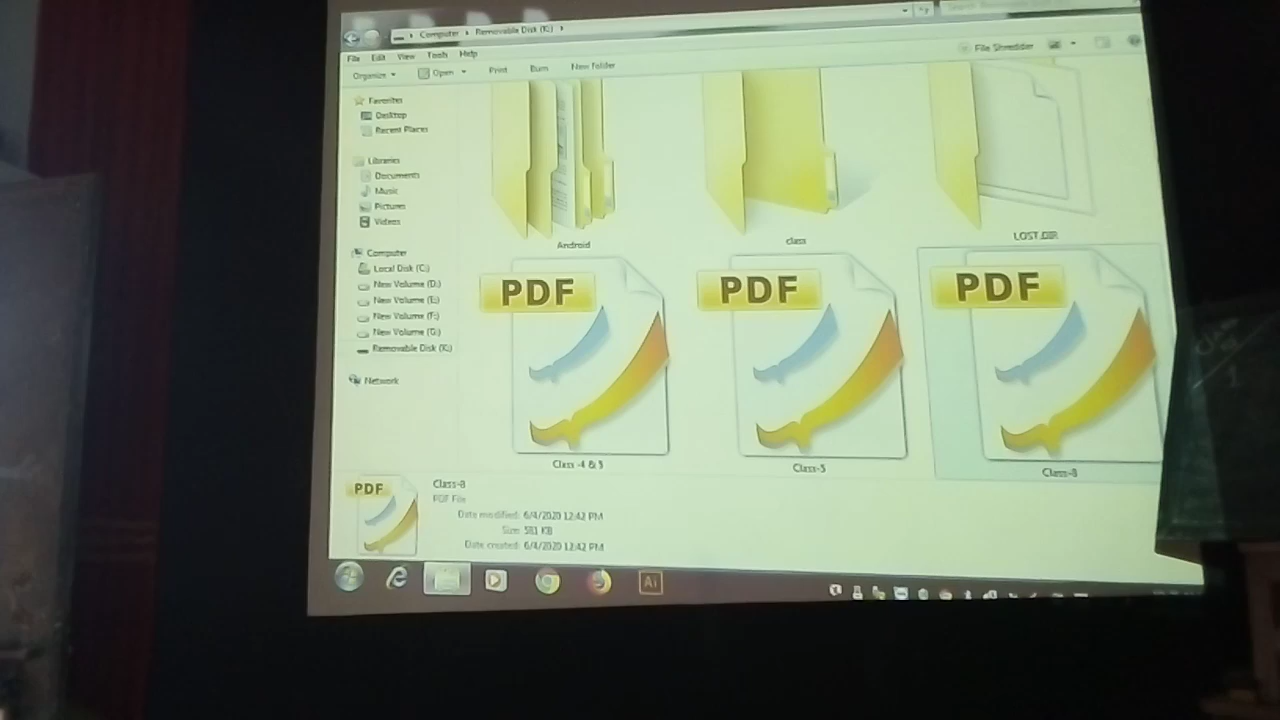 Computer ▸ Removable Disk (K:) ▸
File Edit View Tools Help
File Shredder
Organize Open Print Burn New Folder
Favorites
Desktop
Recent Places
Libraries
Documents
Music
Pictures
Videos
Computer
Local Disk (C:)
New Volume (D:)
New Volume (E:)
New Volume (F:)
New Volume (G:)
Removable Disk (K:)
Network
Android
class
LOST.DIR
PDF
PDF
PDF
Class -4 & 5
Class-5
Class-8
PDF
Class-8
PDF File
Date modified: 6/4/2020 12:42 PM
Size: 581 KB
Date created: 6/4/2020 12:42 PM
Ai